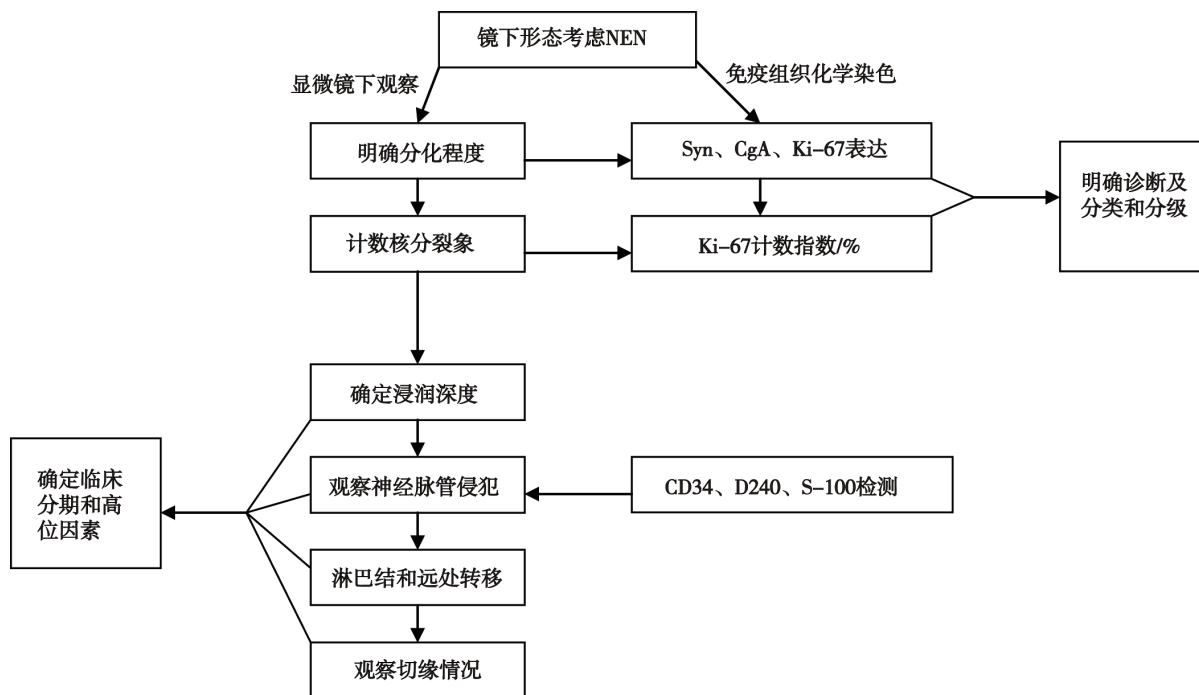 镜下形态考虑NEN
显微镜下观察
免疫组织化学染色
明确分化程度
Syn、CgA、Ki-67表达
明确诊断及
分类和分级
计数核分裂象
Ki-67计数指数/%
确定浸润深度
确定临床
分期和高
位因素
观察神经脉管侵犯
CD34、D240、S-100检测
淋巴结和远处转移
观察切缘情况